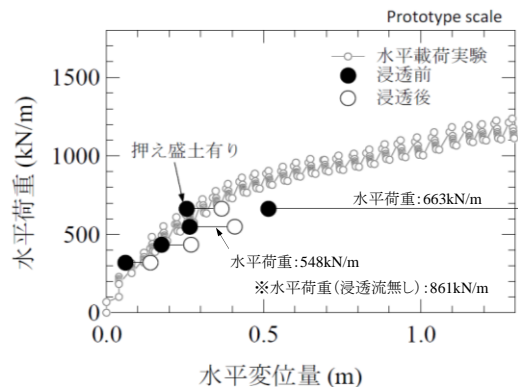 Prototype scale
水平載荷実験
浸透前
浸透後
押え盛土有り
水平荷重:663kN/m
水平荷重:548kN/m
※水平荷重(浸透流無し):861kN/m
水平荷重 (kN/m)
1500
1000
500
0
0.0
0.5
1.0
水平変位量 (m)